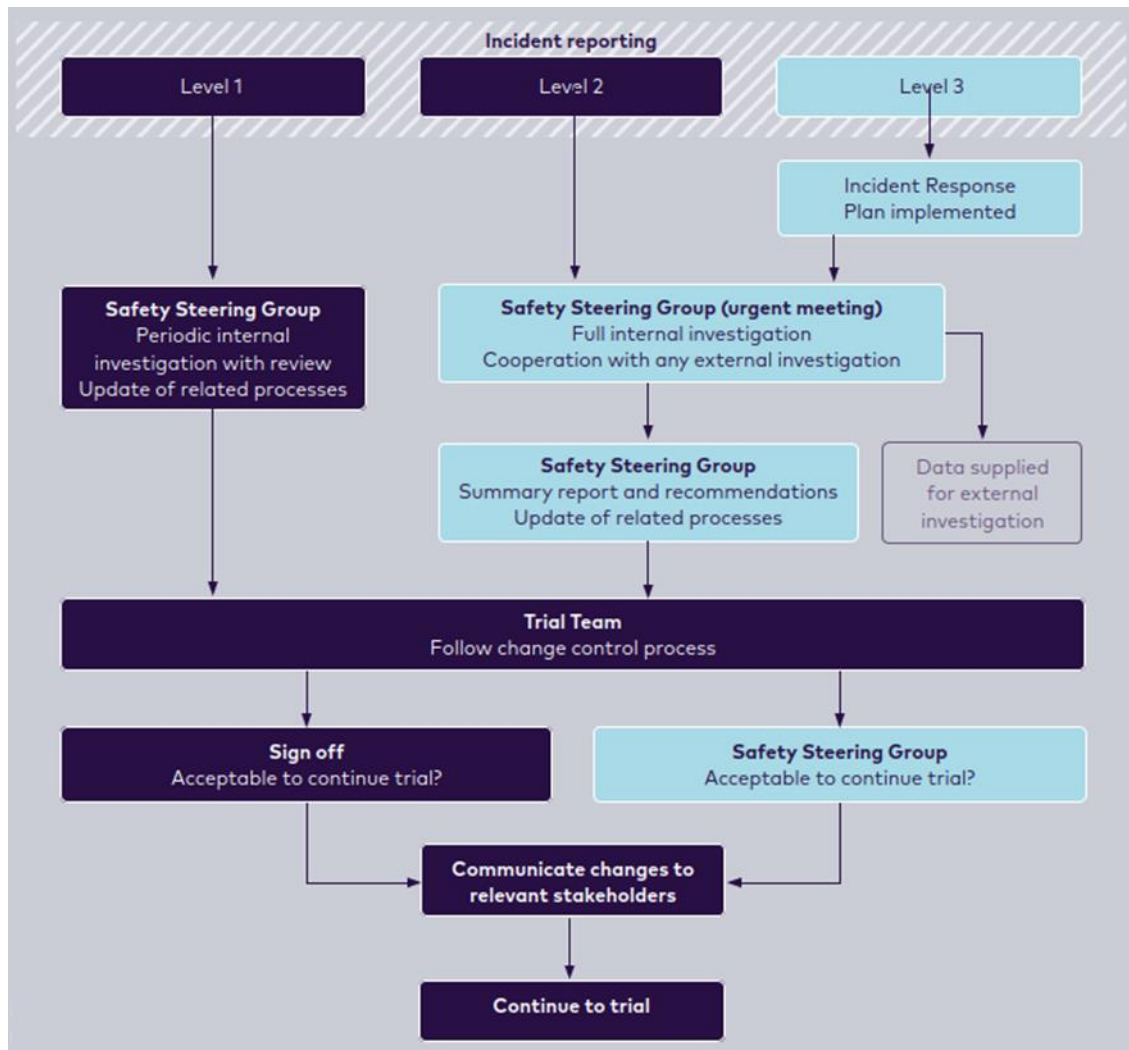 Incident reporting
Level 1
Level 2
Level 3
Incident Response
Plan implemented
Safety Steering Group
Periodic internal
investigation with review
Update of related processes
Safety Steering Group (urgent meeting)
Full internal investigation
Cooperation with any external investigation
Safety Steering Group
Summary report and recommendations
Update of related processes
Data supplied
for external
investigation
Trial Team
Follow change control process
Sign off
Acceptable to continue trial?
Safety Steering Group
Acceptable to continue trial?
Communicate changes to
relevant stakeholders
Continue to trial